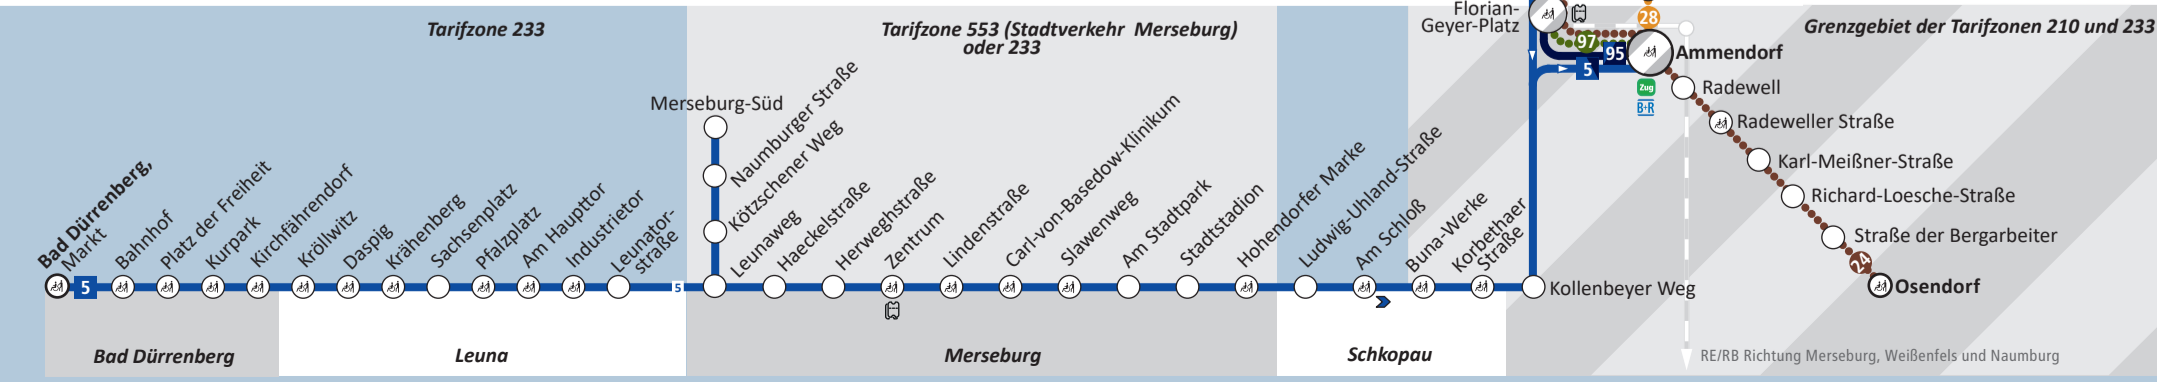 Tarifzone 233
Tarifzone 553 (Stadtverkehr Merseburg)
oder 233
Grenzgebiet der Tarifzonen 210 und 233
Florian-
Geyer-Platz
28
97
95
5
Ammendorf
Zug
B+R
Radewell
Radeweller Straße
Karl-Meißner-Straße
Richard-Loesche-Straße
Straße der Bergarbeiter
24
Osendorf
Merseburg-Süd
Naumburger Straße
Kötzschener Weg
Bad Dürrenberg,
Markt
5
Bahnhof
Platz der Freiheit
Kurpark
Kirchfährendorf
Kröllwitz
Daspig
Krähenberg
Sachsenplatz
Pfalzplatz
Am Haupttor
Industrietor
Leunator-
straße
5
Leunaweg
Haeckelstraße
Herweghstraße
Zentrum
Lindenstraße
Carl-von-Basedow-Klinikum
Slawenweg
Am Stadtpark
Stadtstadion
Hohendorfer Marke
Ludwig-Uhland-Straße
Am Schloß
Buna-Werke
Korbethaer
Straße
Kollenbeyer Weg
Bad Dürrenberg
Leuna
Merseburg
Schkopau
RE/RB Richtung Merseburg, Weißenfels und Naumburg